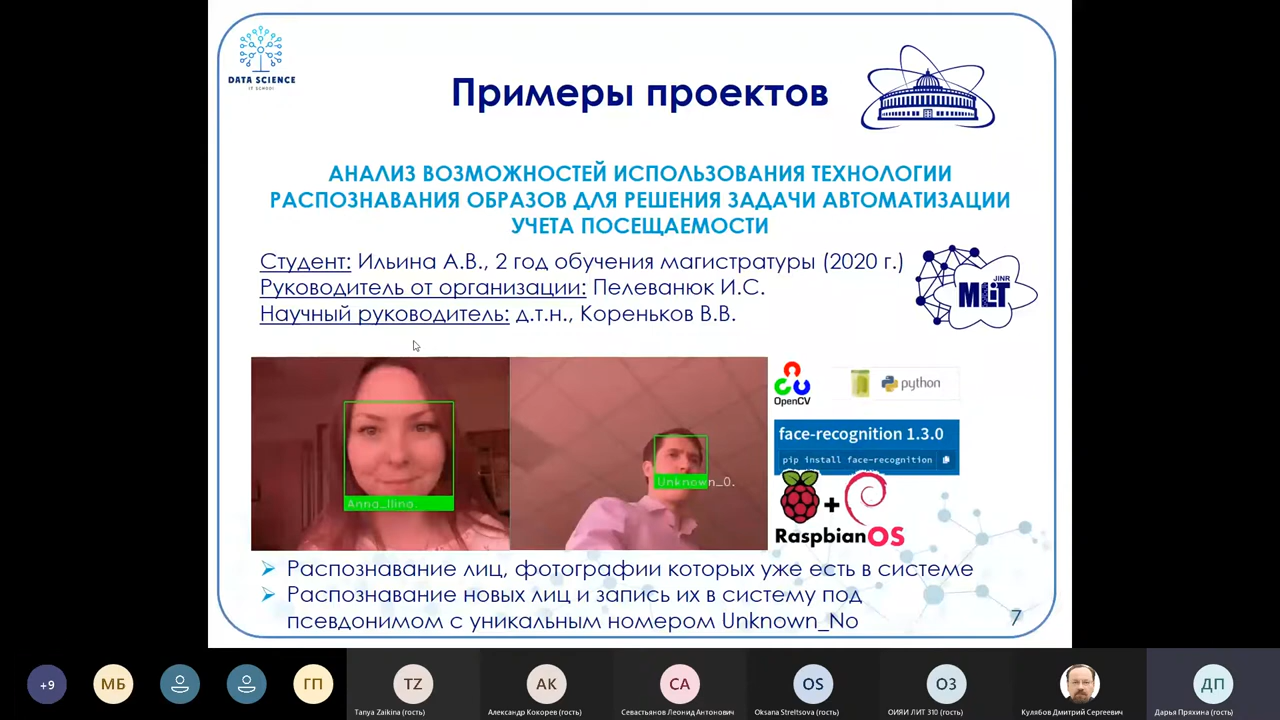 DATA SCIENCE
IT SCHOOL
Примеры проектов
АНАЛИЗ ВОЗМОЖНОСТЕЙ ИСПОЛЬЗОВАНИЯ ТЕХНОЛОГИИ
РАСПОЗНАВАНИЯ ОБРАЗОВ ДЛЯ РЕШЕНИЯ ЗАДАЧИ АВТОМАТИЗАЦИИ
УЧЕТА ПОСЕЩАЕМОСТИ
Студент: Ильина А.В., 2 год обучения магистратуры (2020 г.)
Руководитель от организации: Пелеванюк И.С.
Научный руководитель: д.т.н., Кореньков В.В.
JINR
MLIT
Anna_Ilina.
Unknown_0.
OpenCV
python
face-recognition 1.3.0
pip install face-recognition
+
RaspbianOS
➢ Распознавание лиц, фотографии которых уже есть в системе
➢ Распознавание новых лиц и запись их в систему под
псевдонимом с уникальным номером Unknown_No
7
+9
МБ
ГП
TZ
Tanya Zaikina (гость)
АК
Александр Кокорев (гость)
СА
Севастьянов Леонид Антонович
OS
Oksana Streltsova (гость)
ОЗ
ОИЯИ ЛИТ 310 (гость)
Кулябов Дмитрий Сергеевич
ДП
Дарья Пряхина (гость)